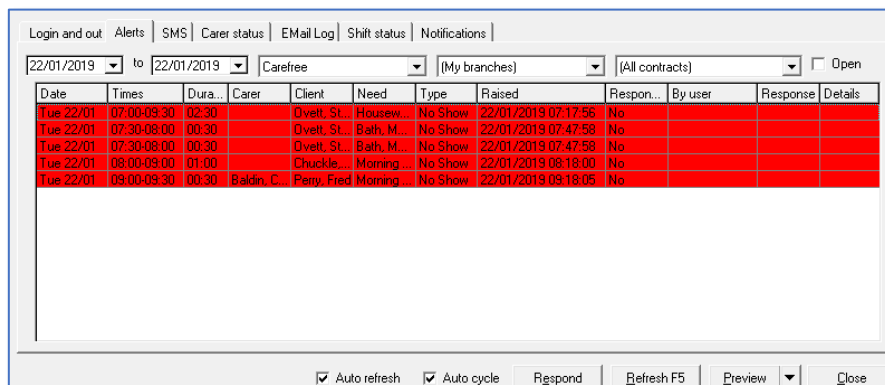 Login and out Alerts SMS Carer status EMail Log Shift status Notifications
22/01/2019 to 22/01/2019 Carefree (My branches) (All contracts) Open
Date Times Dura... Carer Client Need Type Raised Respon... By user Response Details
Tue 22/01 07:00-09:30 02:30 Ovett, St... Housew... No Show 22/01/2019 07:17:56 No
Tue 22/01 07:30-08:00 00:30 Ovett, St... Bath, M... No Show 22/01/2019 07:47:58 No
Tue 22/01 07:30-08:00 00:30 Ovett, St... Bath, M... No Show 22/01/2019 07:47:58 No
Tue 22/01 08:00-09:00 01:00 Chuckle,... Morning ... No Show 22/01/2019 08:18:00 No
Tue 22/01 09:00-09:30 00:30 Baldin, C... Perry, Fred Morning ... No Show 22/01/2019 09:16:05 No
Auto refresh Auto cycle Respond Refresh F5 Preview Close